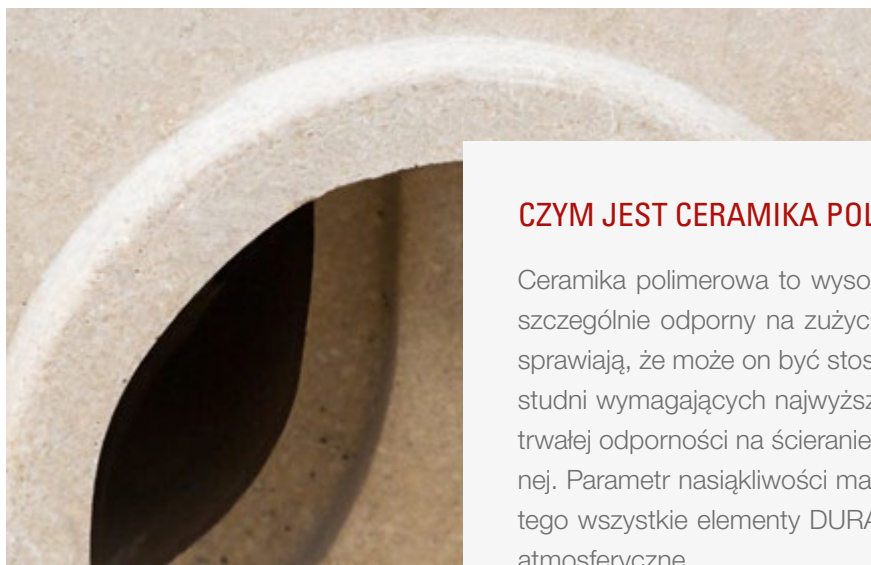 CZYM JEST CERAMIKA POL
Ceramika polimerowa to wyso
szczególnie odporny na zużyc
sprawiają, że może on być stos
studni wymagających najwyższ
trwałej odporności na ścieranie
nej. Parametr nasiąkliwości ma
tego wszystkie elementy DURA
atmosferyczne